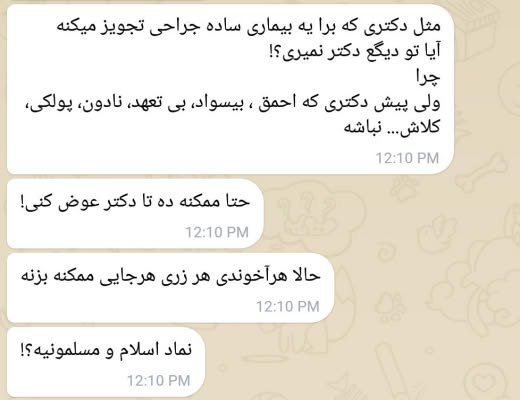 مثل دکتری که برا یه بیماری ساده جراحی تجویز میکنه
آیا تو دیگع دکتر نمیری؟!
چرا
ولی پیش دکتری که احمق ، بیسواد، بی تعهد، نادون، پولکی،
کلاش... نباشه
12:10 PM
حتا ممکنه ده تا دکتر عوض کنی!
12:10 PM
حالا هرآخوندی هر زری هرجایی ممکنه بزنه
12:10 PM
نماد اسلام و مسلمونیه؟!
12:10 PM